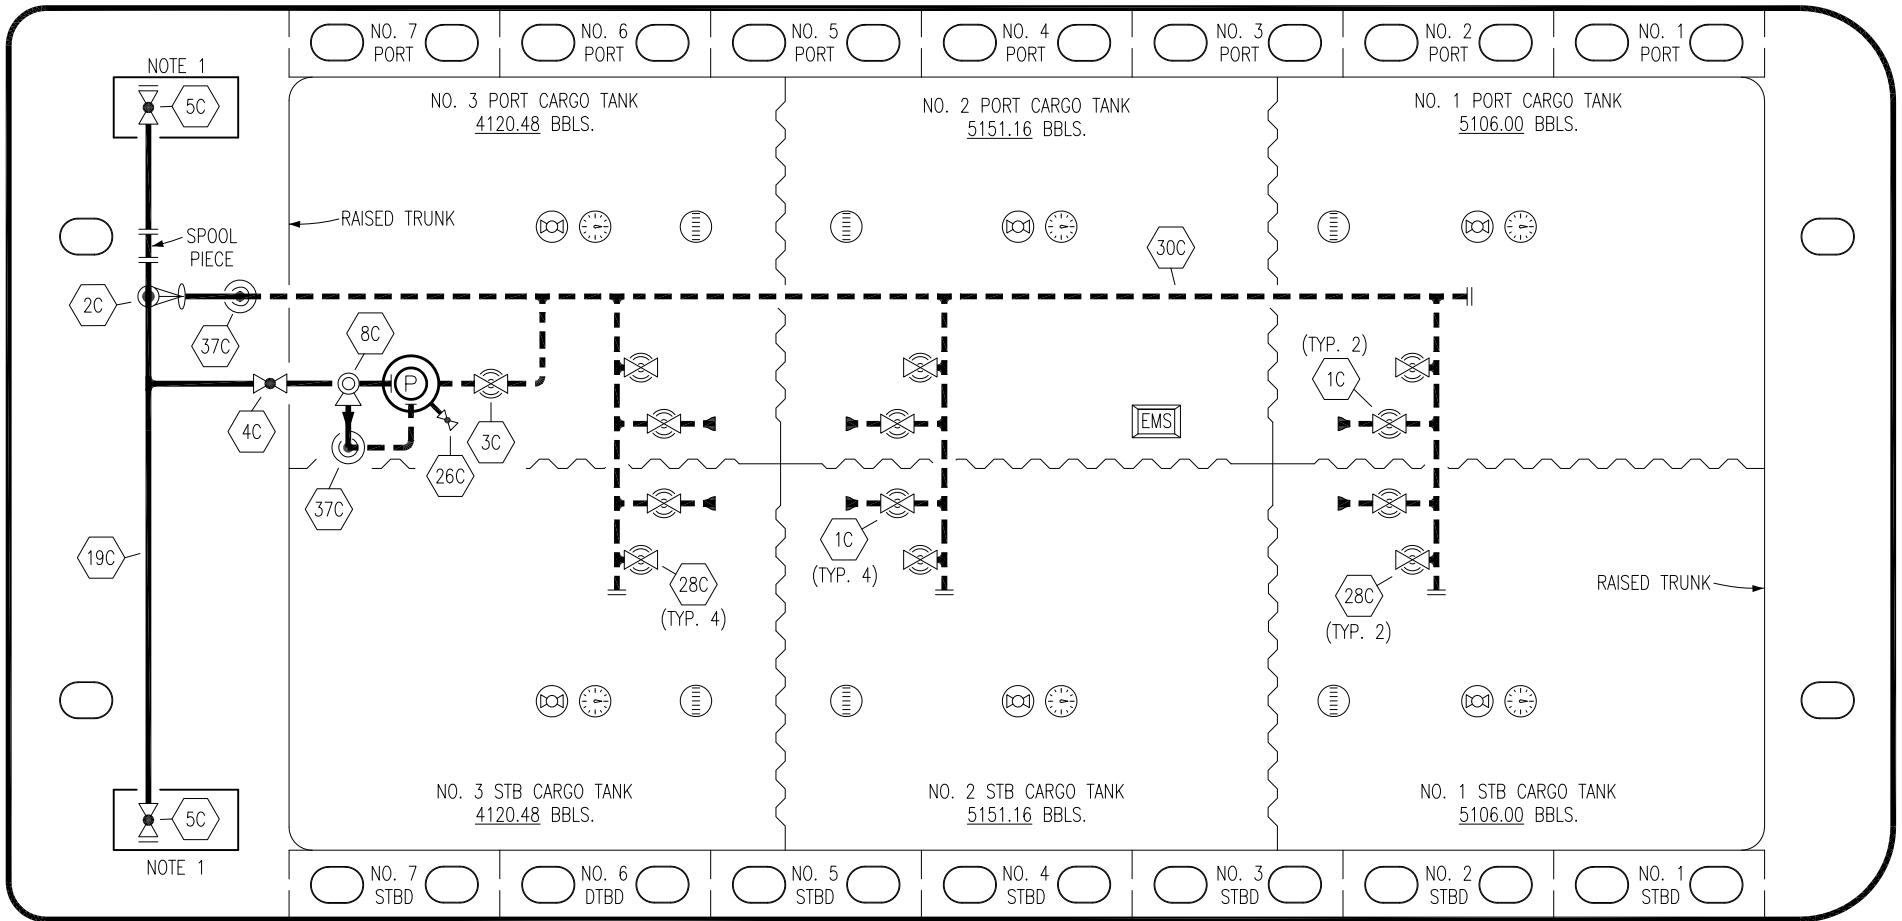 NO. 7
PORT
NO. 6
PORT
NO. 5
PORT
NO. 4
PORT
NO. 3
PORT
NO. 2
PORT
NO. 1
PORT
NOTE 1
5C
NO. 3 PORT CARGO TANK
4120.48 BBLS.
NO. 2 PORT CARGO TANK
5151.16 BBLS.
NO. 1 PORT CARGO TANK
5106.00 BBLS.
RAISED TRUNK
SPOOL
PIECE
30C
2C
37C
8C
(TYP. 2)
1C
P
4C
3C
EMS
26C
37C
19C
1C
(TYP. 4)
28C
(TYP. 4)
RAISED TRUNK
28C
(TYP. 2)
NO. 3 STB CARGO TANK
4120.48 BBLS.
NO. 2 STB CARGO TANK
5151.16 BBLS.
NO. 1 STB CARGO TANK
5106.00 BBLS.
5C
NOTE 1
NO. 7
STBD
NO. 6
DTBD
NO. 5
STBD
NO. 4
STBD
NO. 3
STBD
NO. 2
STBD
NO. 1
STBD